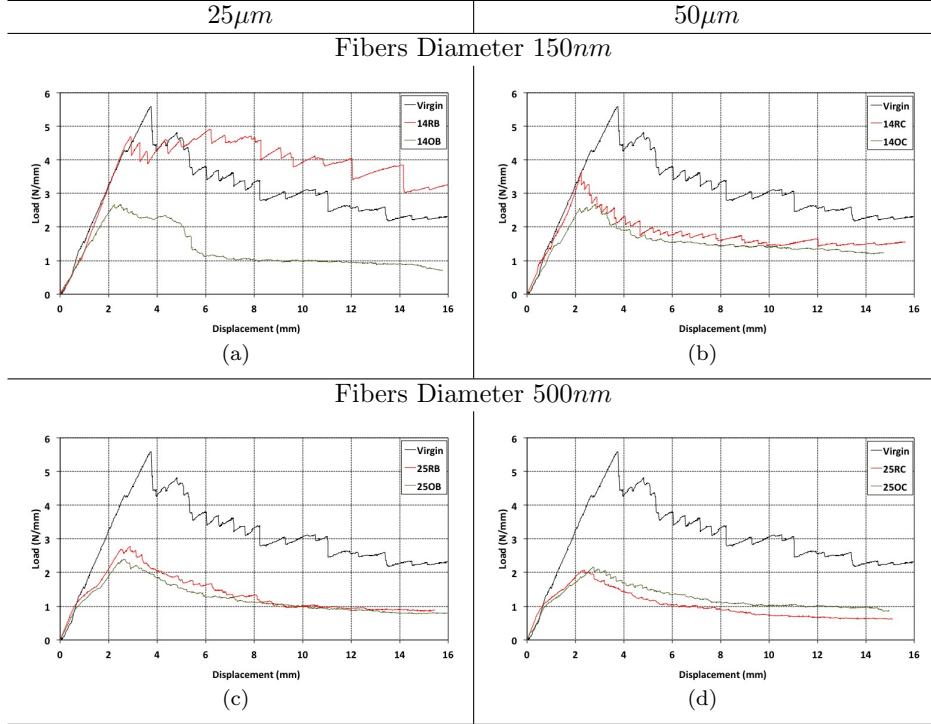 25μm 50μm
Fibers Diameter 150nm
6
5
4
3
2
1
0
Load (N/mm)
0 2 4 6 8 10 12 14 16
Displacement (mm)
Virgin
14RB
14OB
(a)
6
5
4
3
2
1
0
Load (N/mm)
0 2 4 6 8 10 12 14 16
Displacement (mm)
Virgin
14RC
14OC
(b)
Fibers Diameter 500nm
6
5
4
3
2
1
0
Load (N/mm)
0 2 4 6 8 10 12 14 16
Displacement (mm)
Virgin
25RB
25OB
(c)
6
5
4
3
2
1
0
Load (N/mm)
0 2 4 6 8 10 12 14 16
Displacement (mm)
Virgin
25RC
25OC
(d)